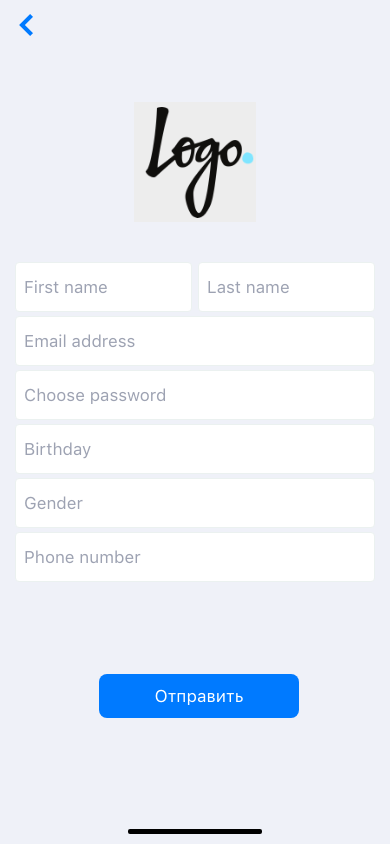 Logo.
First name Last name
Email address
Choose password
Birthday
Gender
Phone number
Отправить